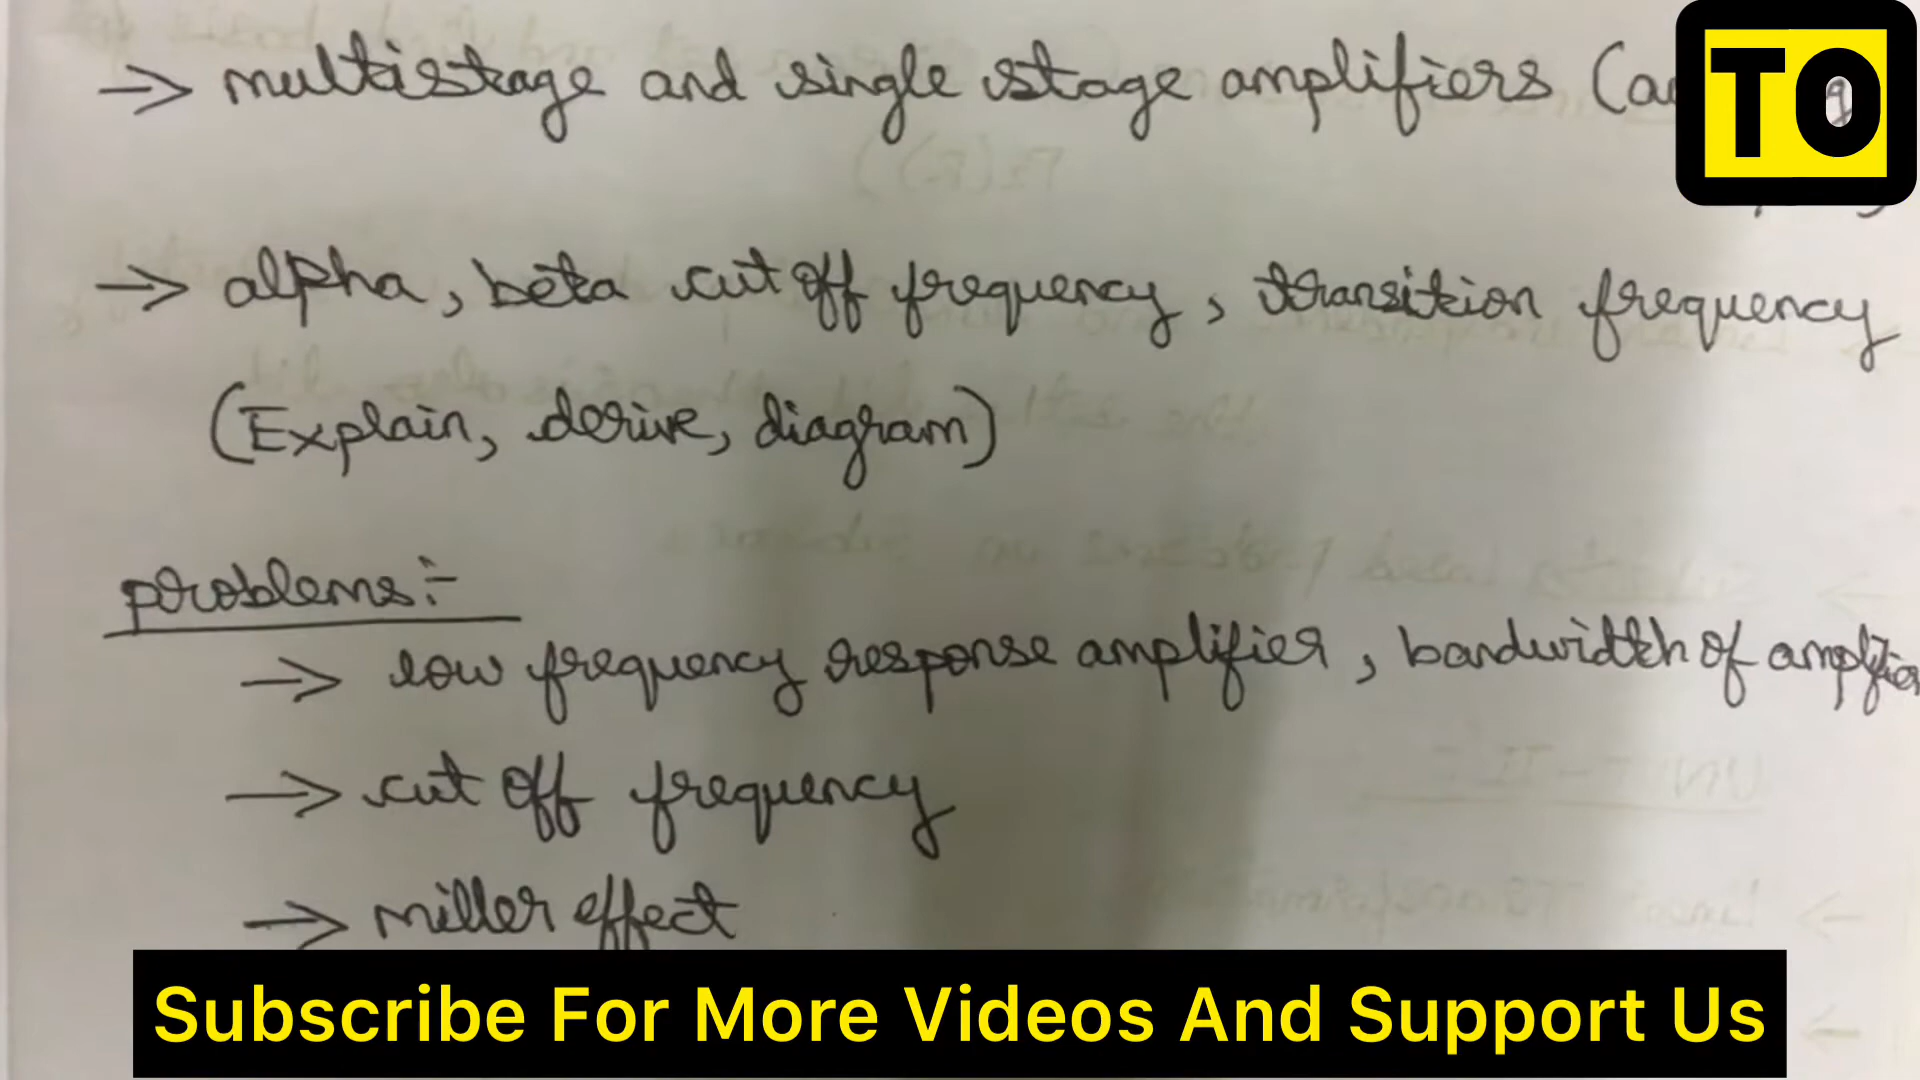 → multistage and single stage amplifiers (
TO
→ alpha, beta cut off frequency, transition frequency
(Explain, derive, diagram)
problems:-
→ low frequency response amplifier, bandwidth of amplifier
→ cut off frequency
→ miller effect
Subscribe For More Videos And Support Us